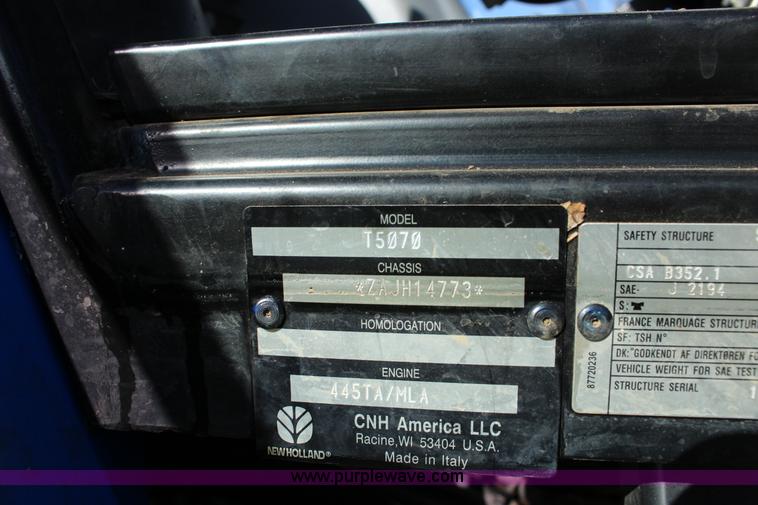 MODEL
T5070
CHASSIS
*ZAJH14773*
HOMOLOGATION
ENGINE
445TA/MLA
NEW HOLLAND®
CNH America LLC
Racine, WI 53404 U.S.A.
Made in Italy
SAFETY STRUCTURE
CSA B352.1
SAE- J 2194
S:
FRANCE MARQUAGE STRUCTUR
SF: TSH N°
DK:"GODKENDT AF DIREKTØREN FO
VEHICLE WEIGHT FOR SAE TEST
STRUCTURE SERIAL 1
87720236
www.purplewave.com